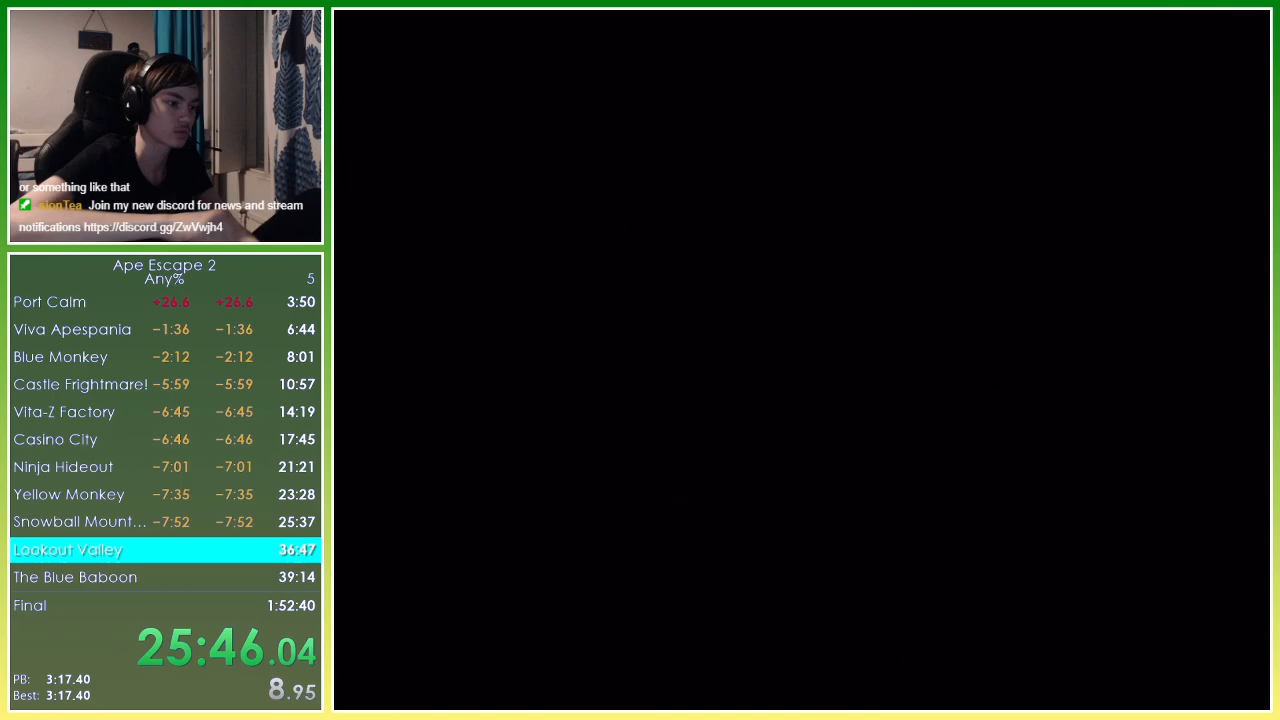 or something like that
Join my new discord for news and stream
notifications https://discord.gg/ZwVwjh4
Ape Escape 2
Any% 5
Port Calm +26.6 +26.6 3:50
Viva Apespania −1:36 −1:36 6:44
Blue Monkey −2:12 −2:12 8:01
Castle Frightmare! −5:59 −5:59 10:57
Vita-Z Factory −6:45 −6:45 14:19
Casino City −6:46 −6:46 17:45
Ninja Hideout −7:01 −7:01 21:21
Yellow Monkey −7:35 −7:35 23:28
Snowball Mount... −7:52 −7:52 25:37
Lookout Valley 36:47
The Blue Baboon 39:14
Final 1:52:40
25:46.04
PB: 3:17.40
Best: 3:17.40
8.95